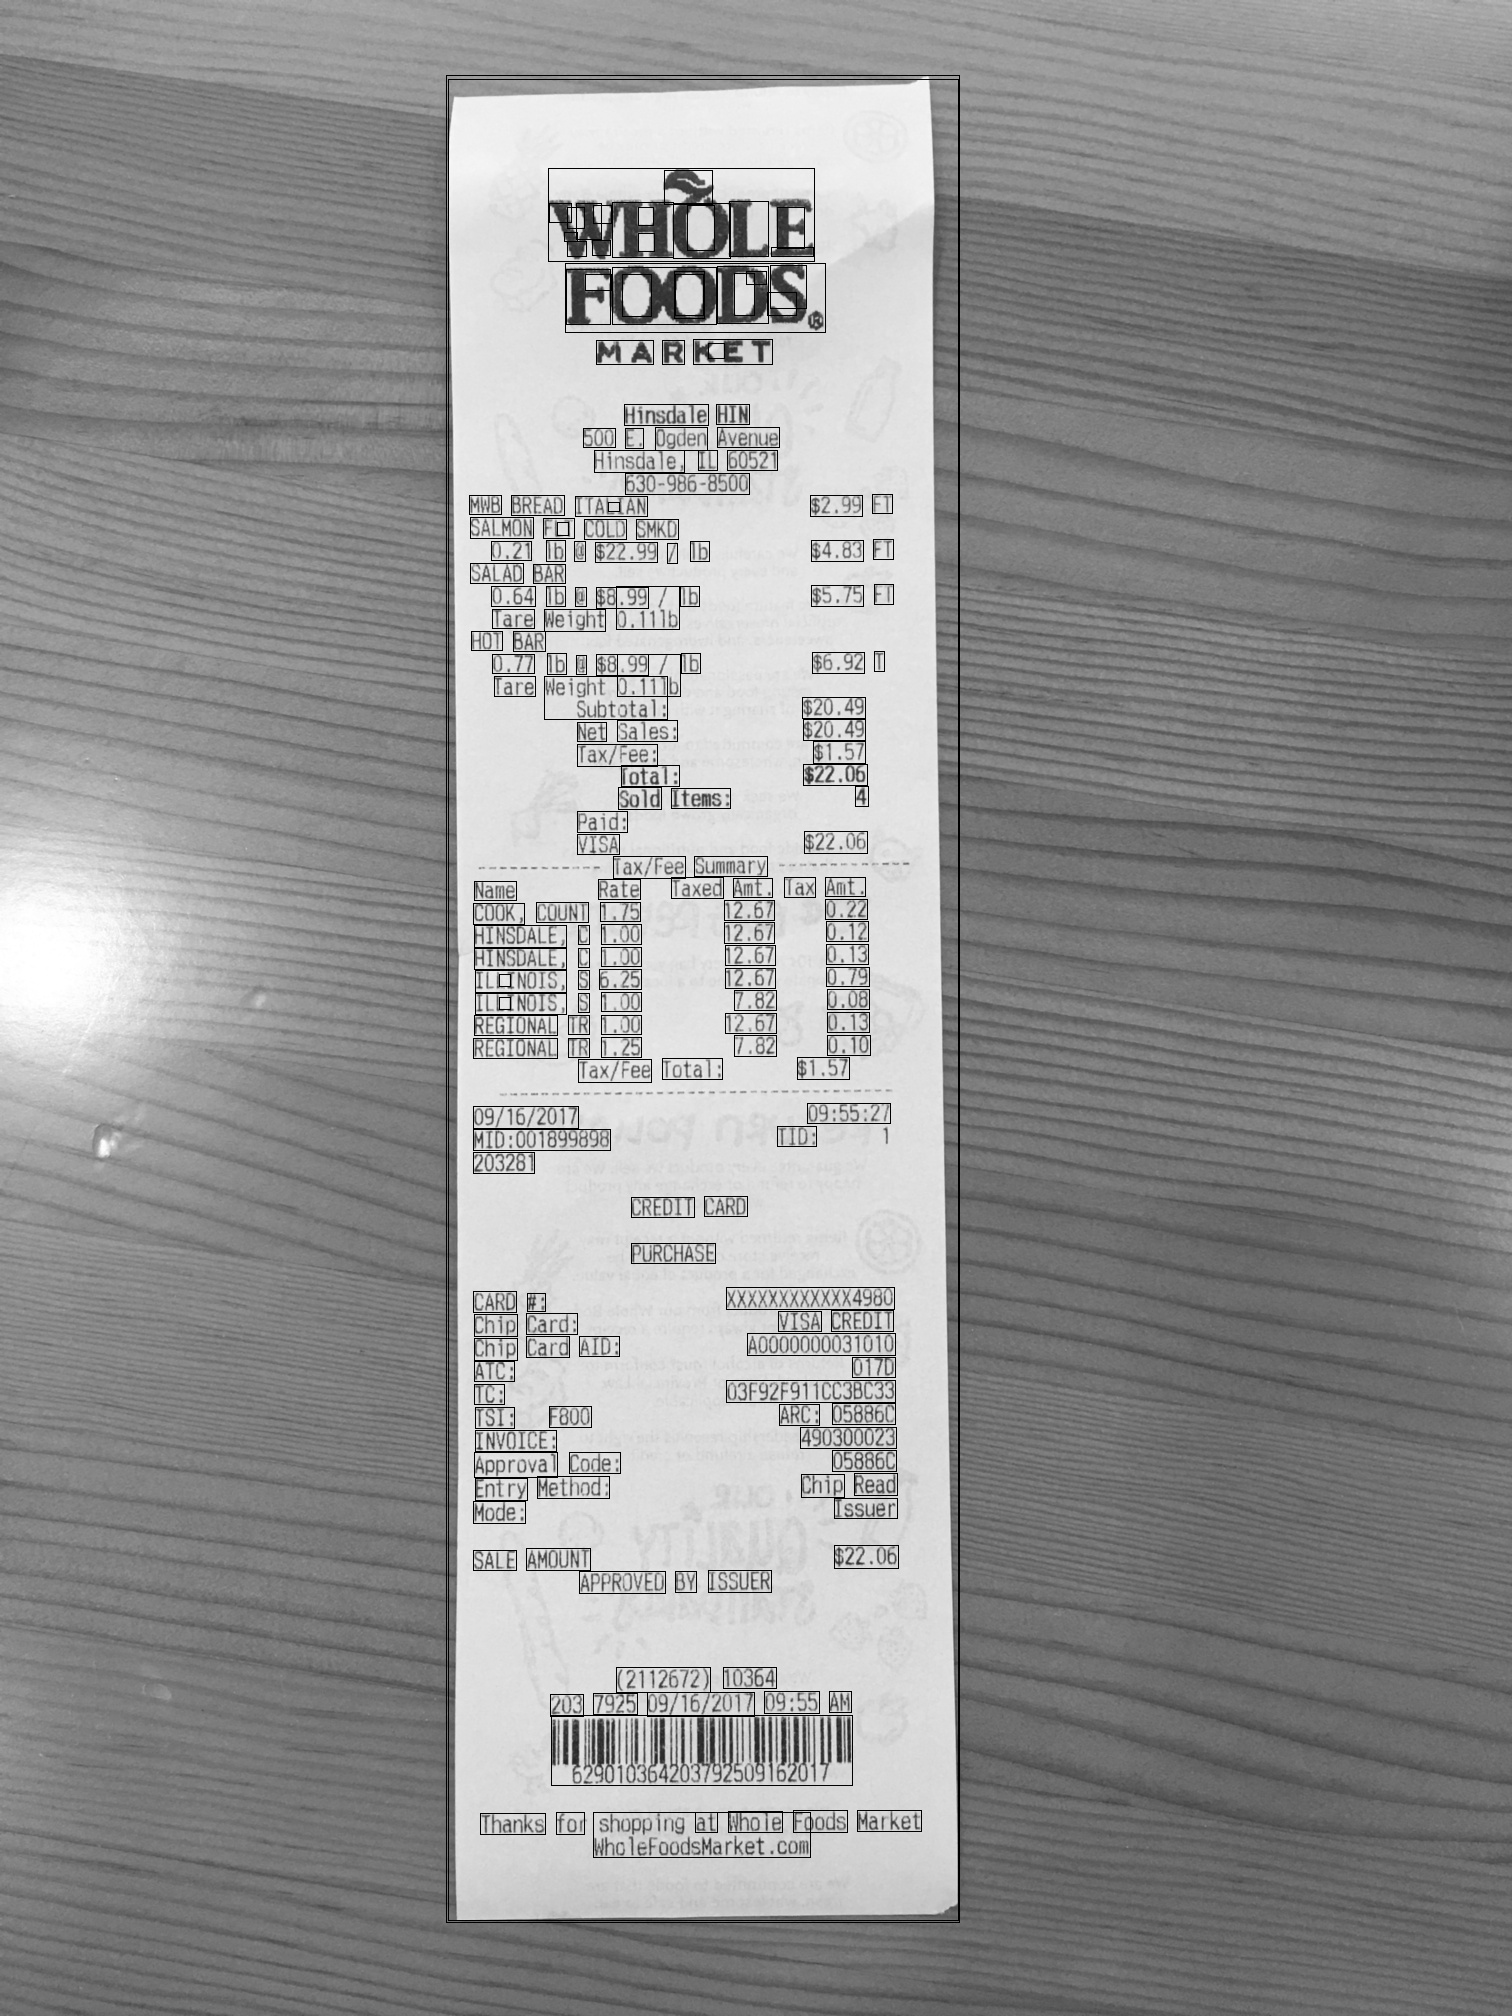 WHOLE
FOODS®
MARKET
Hinsdale HIN
500 E. Ogden Avenue
Hinsdale, IL 60521
630-986-8500
MWB BREAD ITALIAN $2.99 FT
SALMON FLT COLD SMKD
0.21 lb @ $22.99 / lb $4.83 FT
SALAD BAR
0.64 lb @ $8.99 / lb $5.75 FT
Tare Weight 0.11lb
HOT BAR
0.77 lb @ $8.99 / lb $6.92 T
Tare Weight 0.11lb
Subtotal: $20.49
Net Sales: $20.49
Tax/Fee: $1.57
Total: $22.06
Sold Items: 4
Paid:
VISA $22.06
------------ Tax/Fee Summary -------------
Name Rate Taxed Amt. Tax Amt.
COOK, COUNT 1.75 12.67 0.22
HINSDALE, C 1.00 12.67 0.12
HINSDALE, C 1.00 12.67 0.13
ILLINOIS, S 6.25 12.67 0.79
ILLINOIS, S 1.00 7.82 0.08
REGIONAL TR 1.00 12.67 0.13
REGIONAL TR 1.25 7.82 0.10
Tax/Fee Total: $1.57
09/16/2017 09:55:27
MID:001899898 TID: 1
203281
CREDIT CARD
PURCHASE
CARD #: XXXXXXXXXXXX4980
Chip Card: VISA CREDIT
Chip Card AID: A0000000031010
ATC: 017D
TC: 03F92F911CC3BC33
TSI: F800 ARC: 05886C
INVOICE: 490300023
Approval Code: 05886C
Entry Method: Chip Read
Mode: Issuer
SALE AMOUNT $22.06
APPROVED BY ISSUER
(2112672) 10364
203 7925 09/16/2017 09:55 AM
629010364203792509162017
Thanks for shopping at Whole Foods Market
WholeFoodsMarket.com